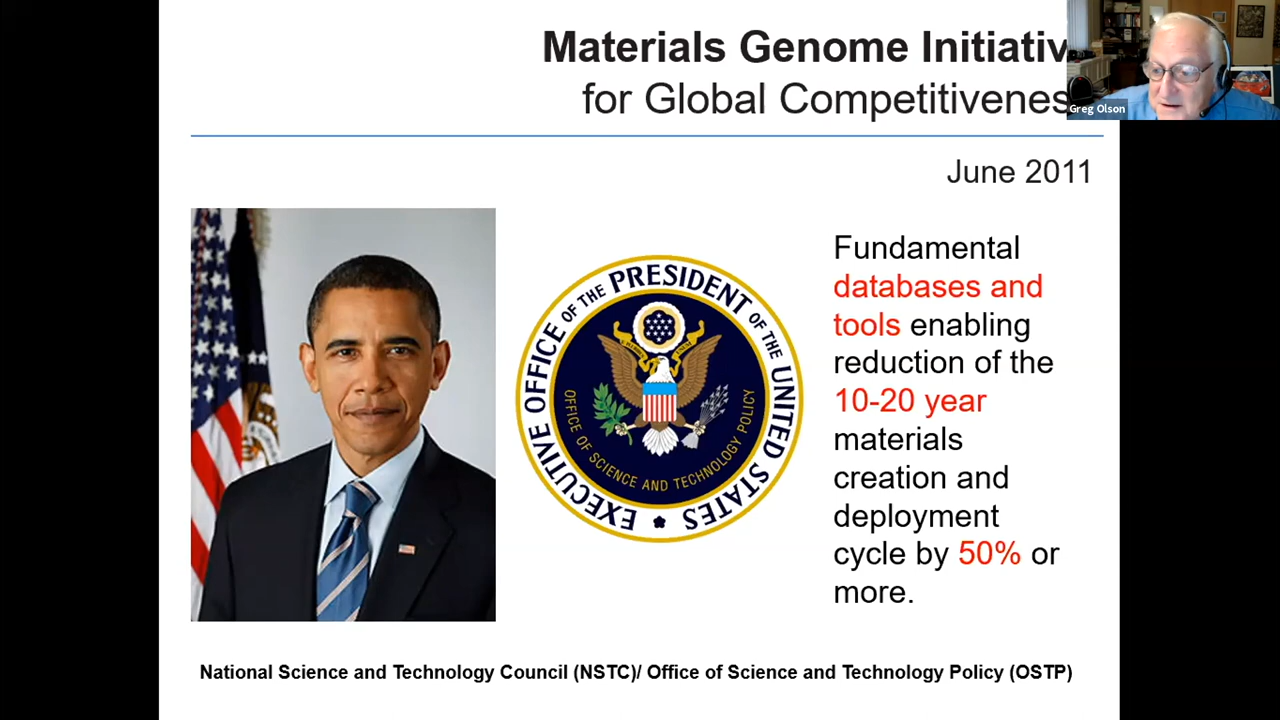 Materials Genome Initiativ
for Global Competitivenes
Greg Olson
June 2011
EXECUTIVE OFFICE OF THE PRESIDENT OF THE UNITED STATES
OFFICE OF SCIENCE AND TECHNOLOGY POLICY
Fundamental
databases and
tools enabling
reduction of the
10-20 year
materials
creation and
deployment
cycle by 50% or
more.
National Science and Technology Council (NSTC)/ Office of Science and Technology Policy (OSTP)